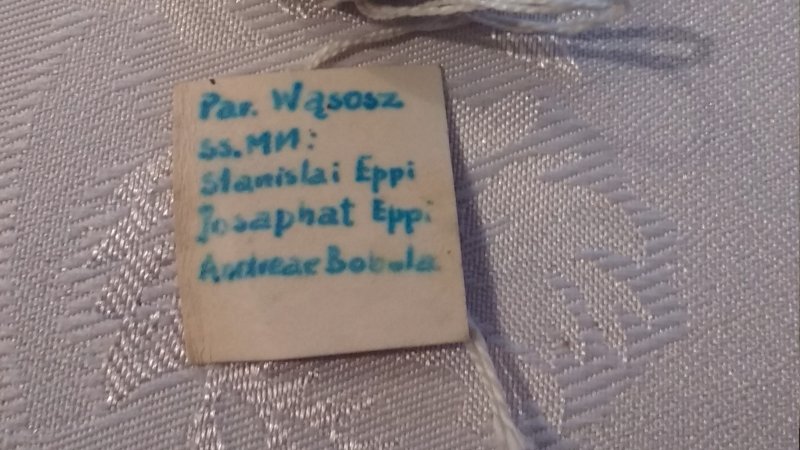 Par. Wąsosz
ss. MM:
Stanislai Eppi
Josaphat Eppi
Andreae Bobola